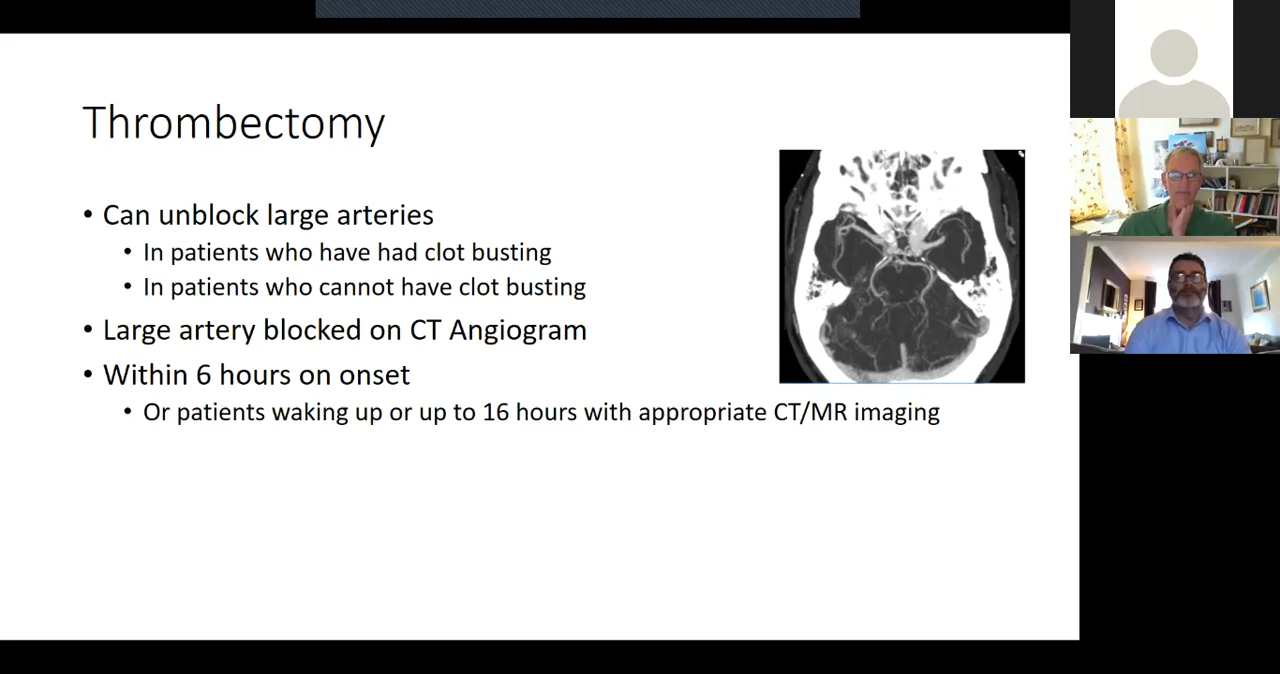 Thrombectomy
• Can unblock large arteries
• In patients who have had clot busting
• In patients who cannot have clot busting
• Large artery blocked on CT Angiogram
• Within 6 hours on onset
• Or patients waking up or up to 16 hours with appropriate CT/MR imaging